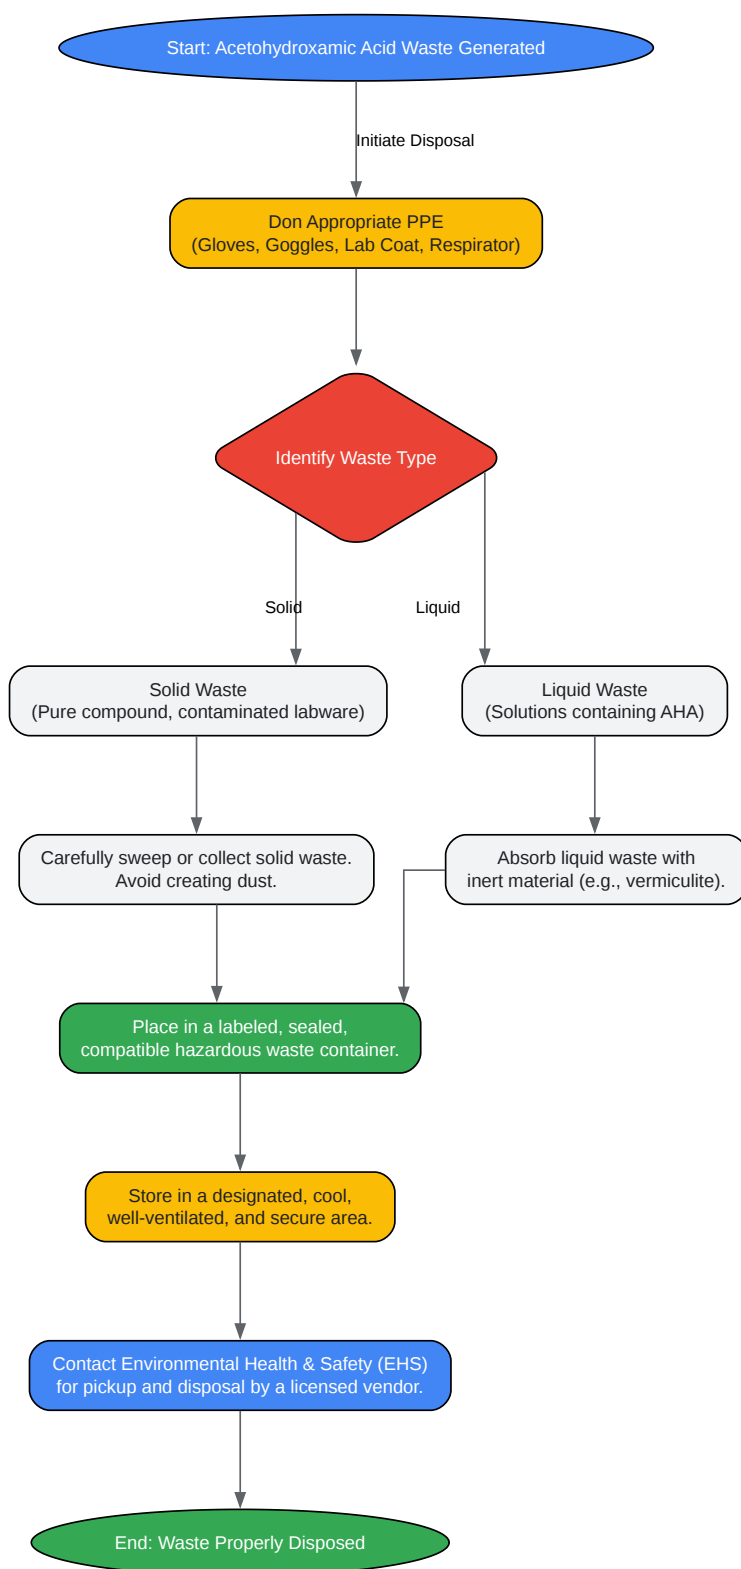 Start: Acetohydroxamic Acid Waste Generated
Initiate Disposal
Don Appropriate PPE
(Gloves, Goggles, Lab Coat, Respirator)
Identify Waste Type
Solid
Liquid
Solid Waste
(Pure compound, contaminated labware)
Liquid Waste
(Solutions containing AHA)
Carefully sweep or collect solid waste.
Avoid creating dust.
Absorb liquid waste with
inert material (e.g., vermiculite).
Place in a labeled, sealed,
compatible hazardous waste container.
Store in a designated, cool,
well-ventilated, and secure area.
Contact Environmental Health & Safety (EHS)
for pickup and disposal by a licensed vendor.
End: Waste Properly Disposed